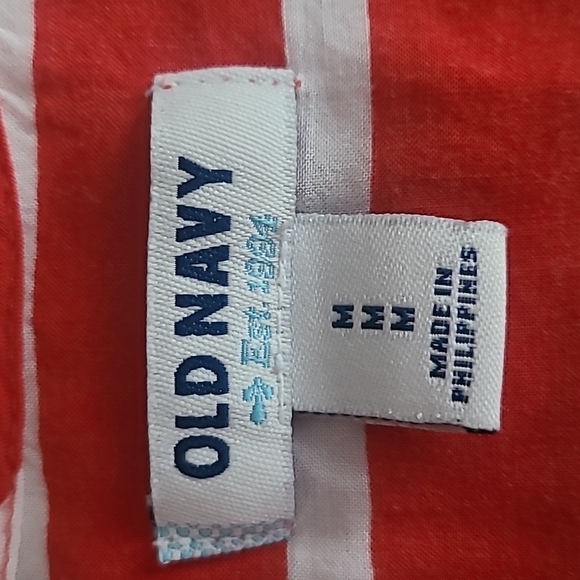 OLD NAVY
Est. 1994
M
M
M
MADE IN
PHILIPPINES